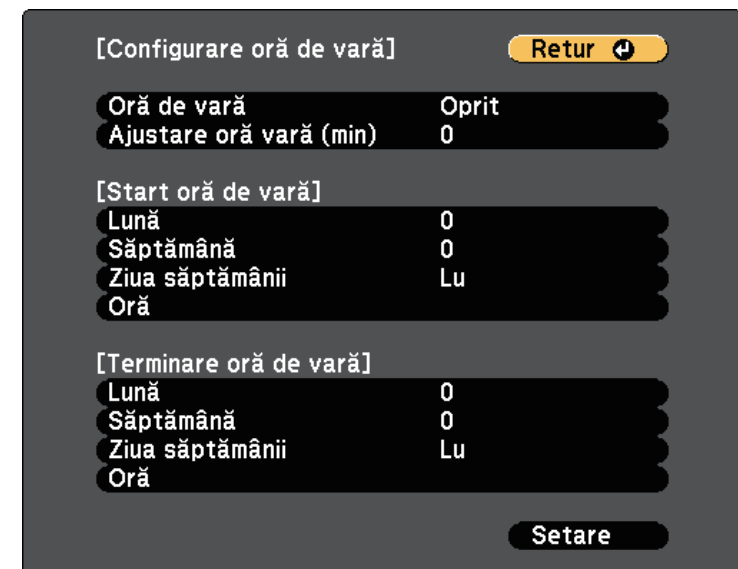 [Configurare oră de vară] Retur
Oră de vară Oprit
Ajustare oră vară (min) 0
[Start oră de vară]
Lună 0
Săptămână 0
Ziua săptămânii Lu
Oră
[Terminare oră de vară]
Lună 0
Săptămână 0
Ziua săptămânii Lu
Oră
Setare